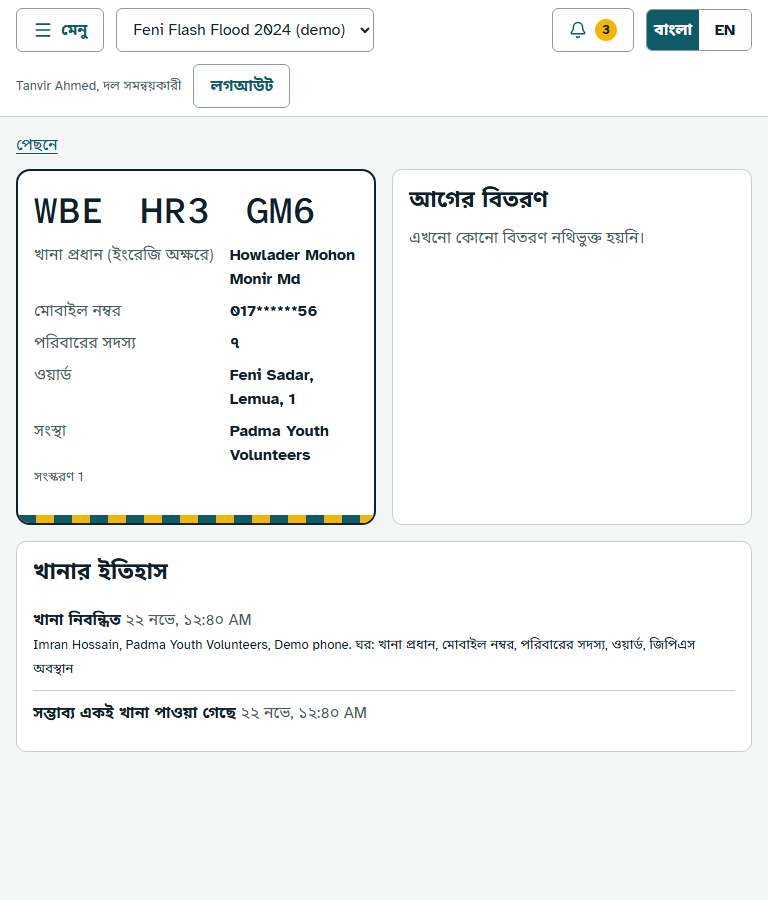 মেনু
Feni Flash Flood 2024 (demo)
3
বাংলা
EN
Tanvir Ahmed, দল সমন্বয়কারী
লগআউট
পেছনে
WBE HR3 GM6
খানা প্রধান (ইংরেজি অক্ষরে) Howlader Mohon
Monir Md
মোবাইল নম্বর 017******56
পরিবারের সদস্য ৭
ওয়ার্ড Feni Sadar,
Lemua, 1
সংস্থা Padma Youth
Volunteers
সংস্করণ 1
আগের বিতরণ
এখনো কোনো বিতরণ নথিভুক্ত হয়নি।
খানার ইতিহাস
খানা নিবন্ধিত ২২ নভে, ১২:৪০ AM
Imran Hossain, Padma Youth Volunteers, Demo phone. ঘর: খানা প্রধান, মোবাইল নম্বর, পরিবারের সদস্য, ওয়ার্ড, জিপিএস
অবস্থান
সম্ভাব্য একই খানা পাওয়া গেছে ২২ নভে, ১২:৪০ AM